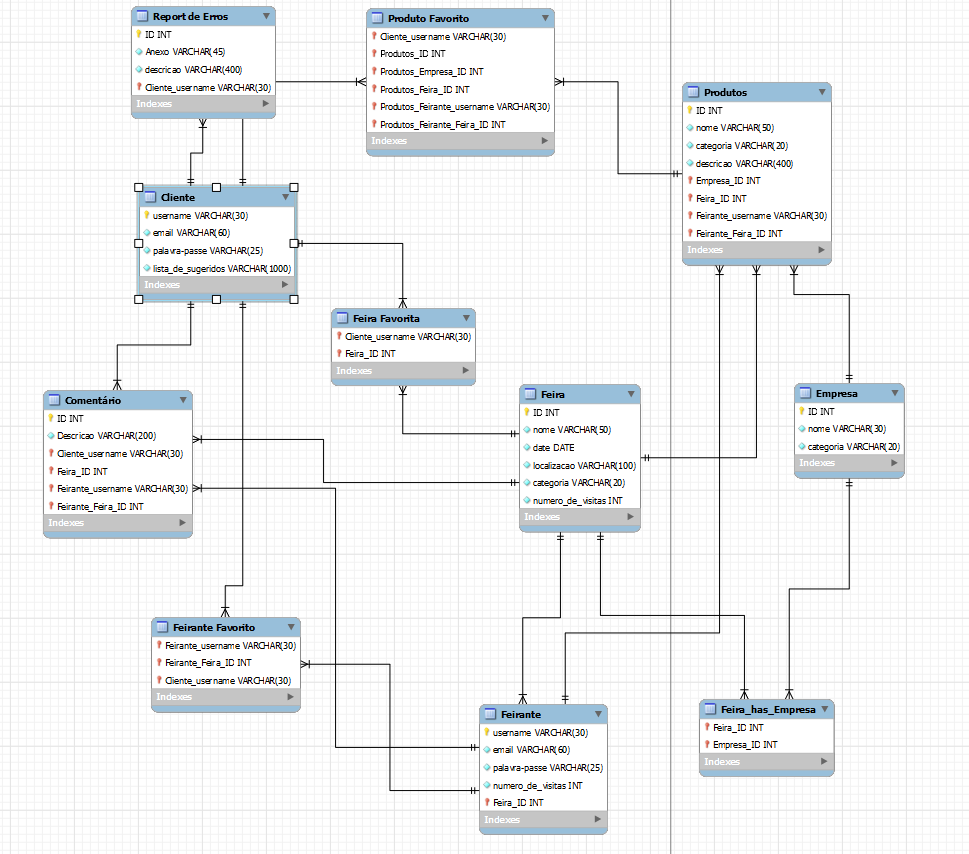 Report de Erros
ID INT
Anexo VARCHAR(45)
descricao VARCHAR(400)
Cliente_username VARCHAR(30)
Indexes
Produto Favorito
Cliente_username VARCHAR(30)
Produtos_ID INT
Produtos_Empresa_ID INT
Produtos_Feira_ID INT
Produtos_Feirante_username VARCHAR(30)
Produtos_Feirante_Feira_ID INT
Indexes
Produtos
ID INT
nome VARCHAR(50)
categoria VARCHAR(20)
descricao VARCHAR(400)
Empresa_ID INT
Feira_ID INT
Feirante_username VARCHAR(30)
Feirante_Feira_ID INT
Indexes
Cliente
username VARCHAR(30)
email VARCHAR(60)
palavra-passe VARCHAR(25)
lista_de_sugeridos VARCHAR(1000)
Indexes
Feira Favorita
Cliente_username VARCHAR(30)
Feira_ID INT
Indexes
Comentário
ID INT
Descricao VARCHAR(200)
Cliente_username VARCHAR(30)
Feira_ID INT
Feirante_username VARCHAR(30)
Feirante_Feira_ID INT
Indexes
Feira
ID INT
nome VARCHAR(50)
date DATE
localizacao VARCHAR(100)
categoria VARCHAR(20)
numero_de_visitas INT
Indexes
Empresa
ID INT
nome VARCHAR(30)
categoria VARCHAR(20)
Indexes
Feirante Favorito
Feirante_username VARCHAR(30)
Feirante_Feira_ID INT
Cliente_username VARCHAR(30)
Indexes
Feirante
username VARCHAR(30)
email VARCHAR(60)
palavra-passe VARCHAR(25)
numero_de_visitas INT
Feira_ID INT
Indexes
Feira_has_Empresa
Feira_ID INT
Empresa_ID INT
Indexes